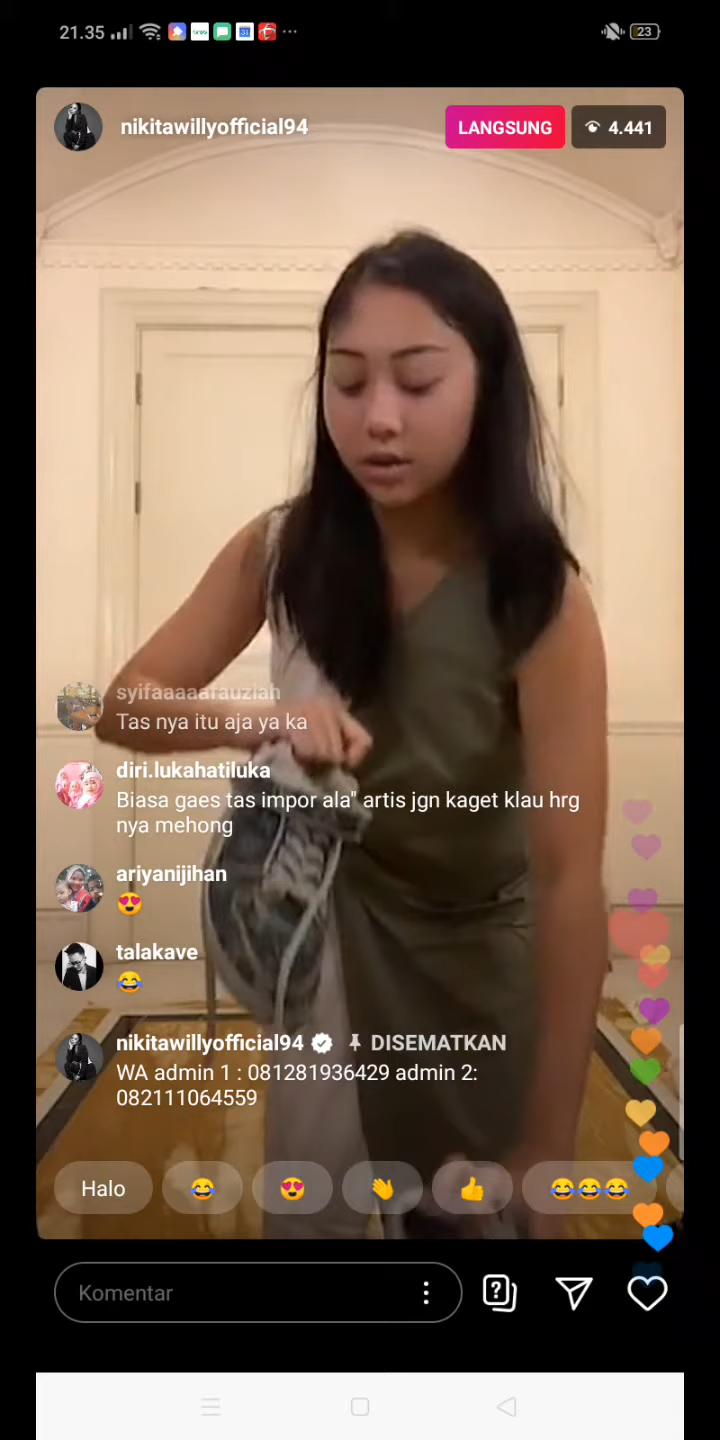 21.35
23
nikitawillyofficial94
LANGSUNG
4.441
syifaaaaafauziah
Tas nya itu aja ya ka
diri.lukahatiluka
Biasa gaes tas impor ala" artis jgn kaget klau hrg
nya mehong
ariyanijihan
😍
talakave
😂
nikitawillyofficial94 DISEMATKAN
WA admin 1 : 081281936429 admin 2:
082111064559
Halo 😂 😍 👋 👍 😂😂😂
Komentar